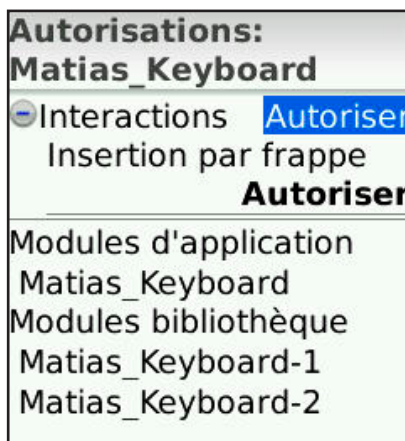 Autorisations:
Matias_Keyboard
Interactions Autoriser
Insertion par frappe
Autoriser
Modules d'application
Matias_Keyboard
Modules bibliothèque
Matias_Keyboard-1
Matias_Keyboard-2